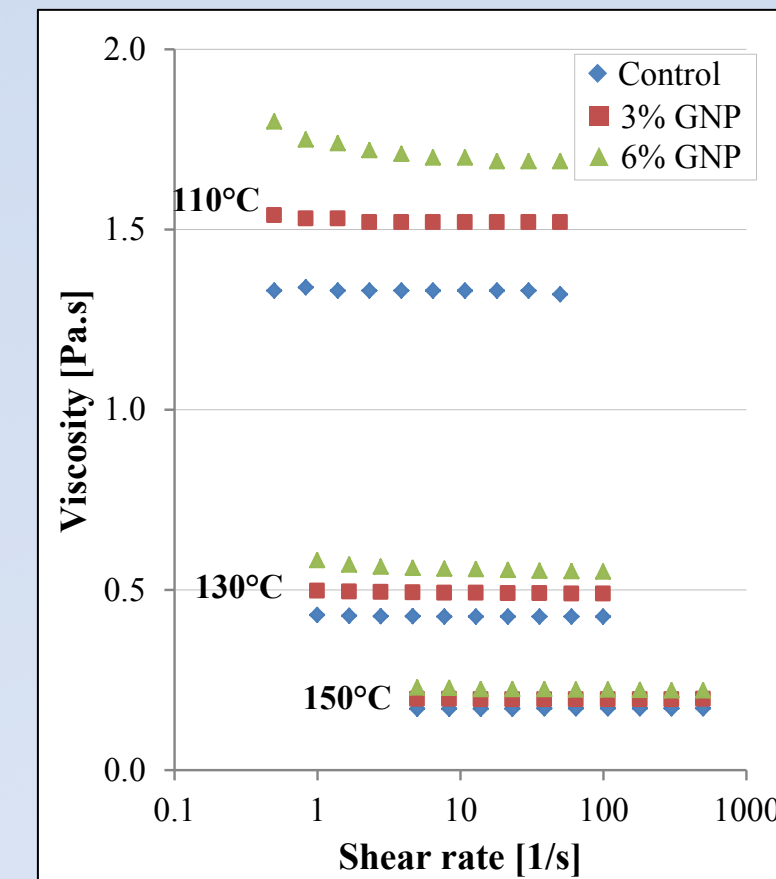 2.0
Control
3% GNP
6% GNP
110°C
1.5
1.0
Viscosity [Pa.s]
130°C
0.5
150°C
0.0
0.1 1 10 100 1000
Shear rate [1/s]